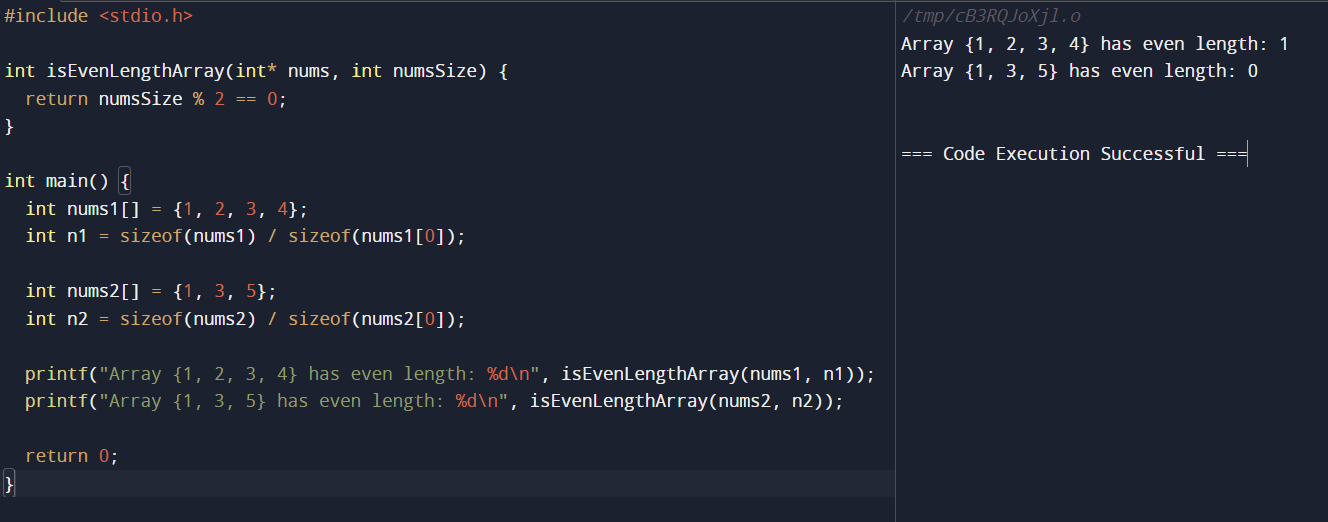 #include <stdio.h>
int isEvenLengthArray(int* nums, int numsSize) {
  return numsSize % 2 == 0;
}
int main() {
  int nums1[] = {1, 2, 3, 4};
  int n1 = sizeof(nums1) / sizeof(nums1[0]);
  int nums2[] = {1, 3, 5};
  int n2 = sizeof(nums2) / sizeof(nums2[0]);
  printf("Array {1, 2, 3, 4} has even length: %d\n", isEvenLengthArray(nums1, n1));
  printf("Array {1, 3, 5} has even length: %d\n", isEvenLengthArray(nums2, n2));
  return 0;
}
/tmp/cB3RQJoXjl.o
Array {1, 2, 3, 4} has even length: 1
Array {1, 3, 5} has even length: 0
=== Code Execution Successful ===